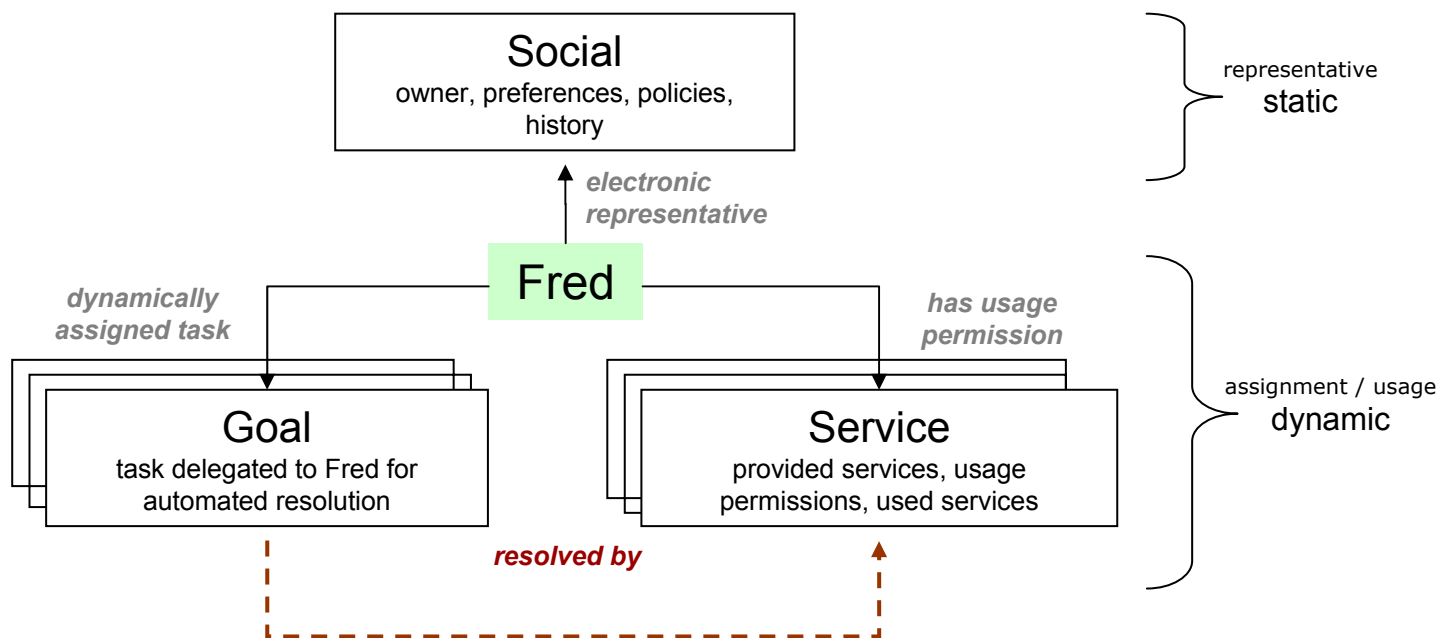 Social
owner, preferences, policies,
history
representative
static
electronic
representative
Fred
dynamically
assigned task
has usage
permission
Goal
task delegated to Fred for
automated resolution
Service
provided services, usage
permissions, used services
assignment / usage
dynamic
resolved by